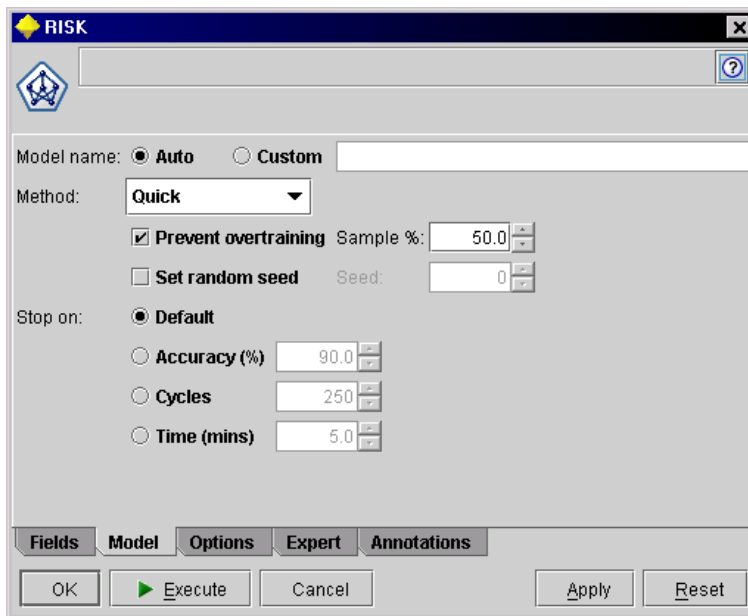 RISK
Model name: Auto Custom
Method: Quick
Prevent overtraining Sample %: 50.0
Set random seed Seed: 0
Stop on: Default
Accuracy (%) 90.0
Cycles 250
Time (mins) 5.0
Fields Model Options Expert Annotations
OK Execute Cancel Apply Reset